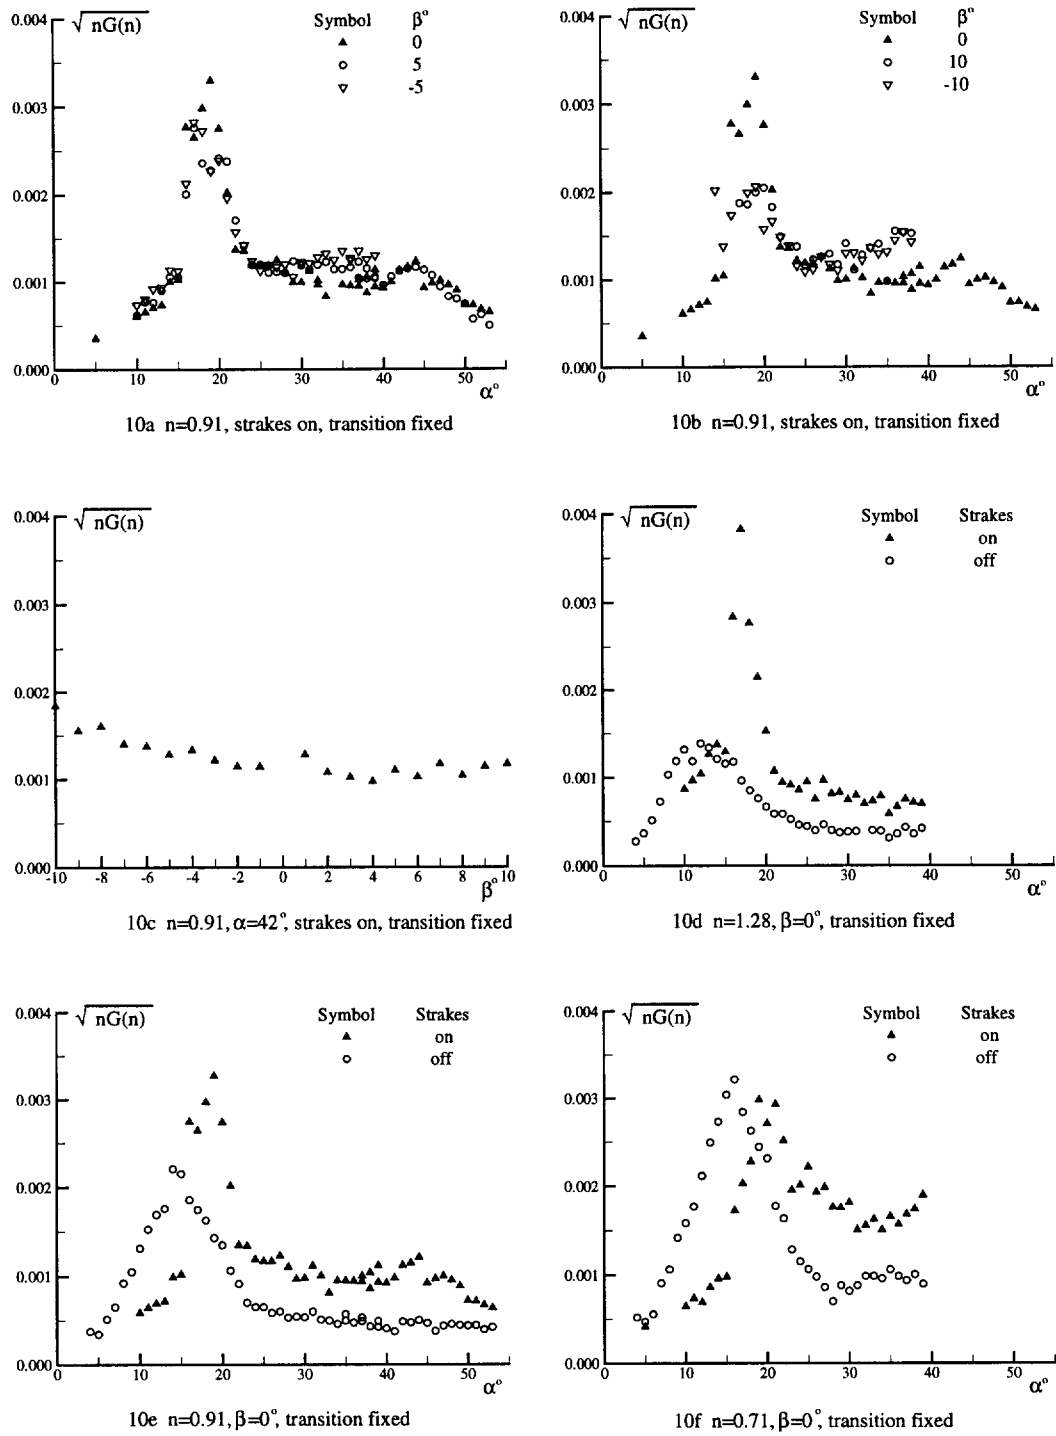 0.004
√nG(n)
Symbol β°
▲ 0
○ 5
▽ -5
0.003
0.002
0.001
0.000
0 10 20 30 40 50
α°
10a n=0.91, strakes on, transition fixed
0.004
√nG(n)
Symbol β°
▲ 0
○ 10
▽ -10
0.003
0.002
0.001
0.000
0 10 20 30 40 50
α°
10b n=0.91, strakes on, transition fixed
0.004
√nG(n)
0.003
0.002
0.001
0.000
-10 -8 -6 -4 -2 0 2 4 6 8 10
β°
10c n=0.91, α=42°, strakes on, transition fixed
0.004
√nG(n)
Symbol Strakes
▲ on
○ off
0.003
0.002
0.001
0.000
0 10 20 30 40 50
α°
10d n=1.28, β=0°, transition fixed
0.004
√nG(n)
Symbol Strakes
▲ on
○ off
0.003
0.002
0.001
0.000
0 10 20 30 40 50
α°
10e n=0.91, β=0°, transition fixed
0.004
√nG(n)
Symbol Strakes
▲ on
○ off
0.003
0.002
0.001
0.000
0 10 20 30 40 50
α°
10f n=0.71, β=0°, transition fixed